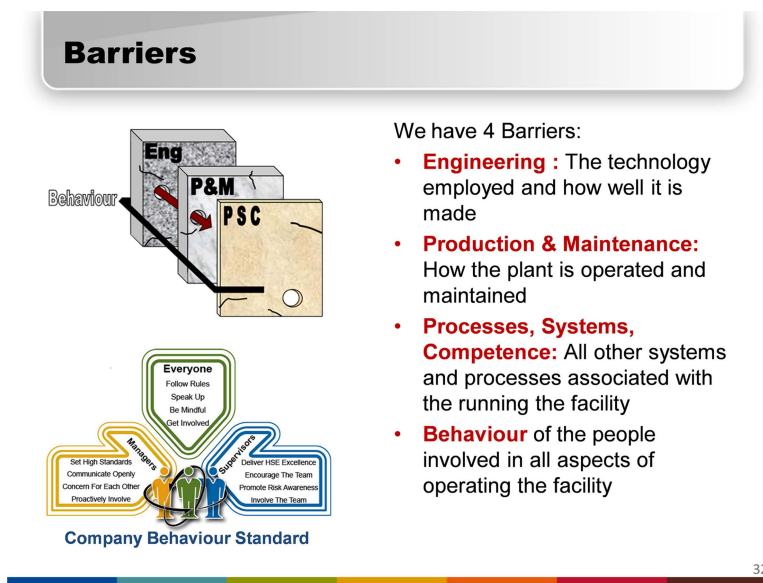 Barriers
Eng
P&M
PSC
Behaviour
We have 4 Barriers:
• Engineering : The technology
employed and how well it is
made
• Production & Maintenance:
How the plant is operated and
maintained
• Processes, Systems,
Competence: All other systems
and processes associated with
the running the facility
• Behaviour of the people
involved in all aspects of
operating the facility
Everyone
Follow Rules
Speak Up
Be Mindful
Get Involved
Managers
Set High Standards
Communicate Openly
Concern For Each Other
Proactively Involve
Supervisors
Deliver HSE Excellence
Encourage The Team
Promote Risk Awareness
Involve The Team
Company Behaviour Standard
32